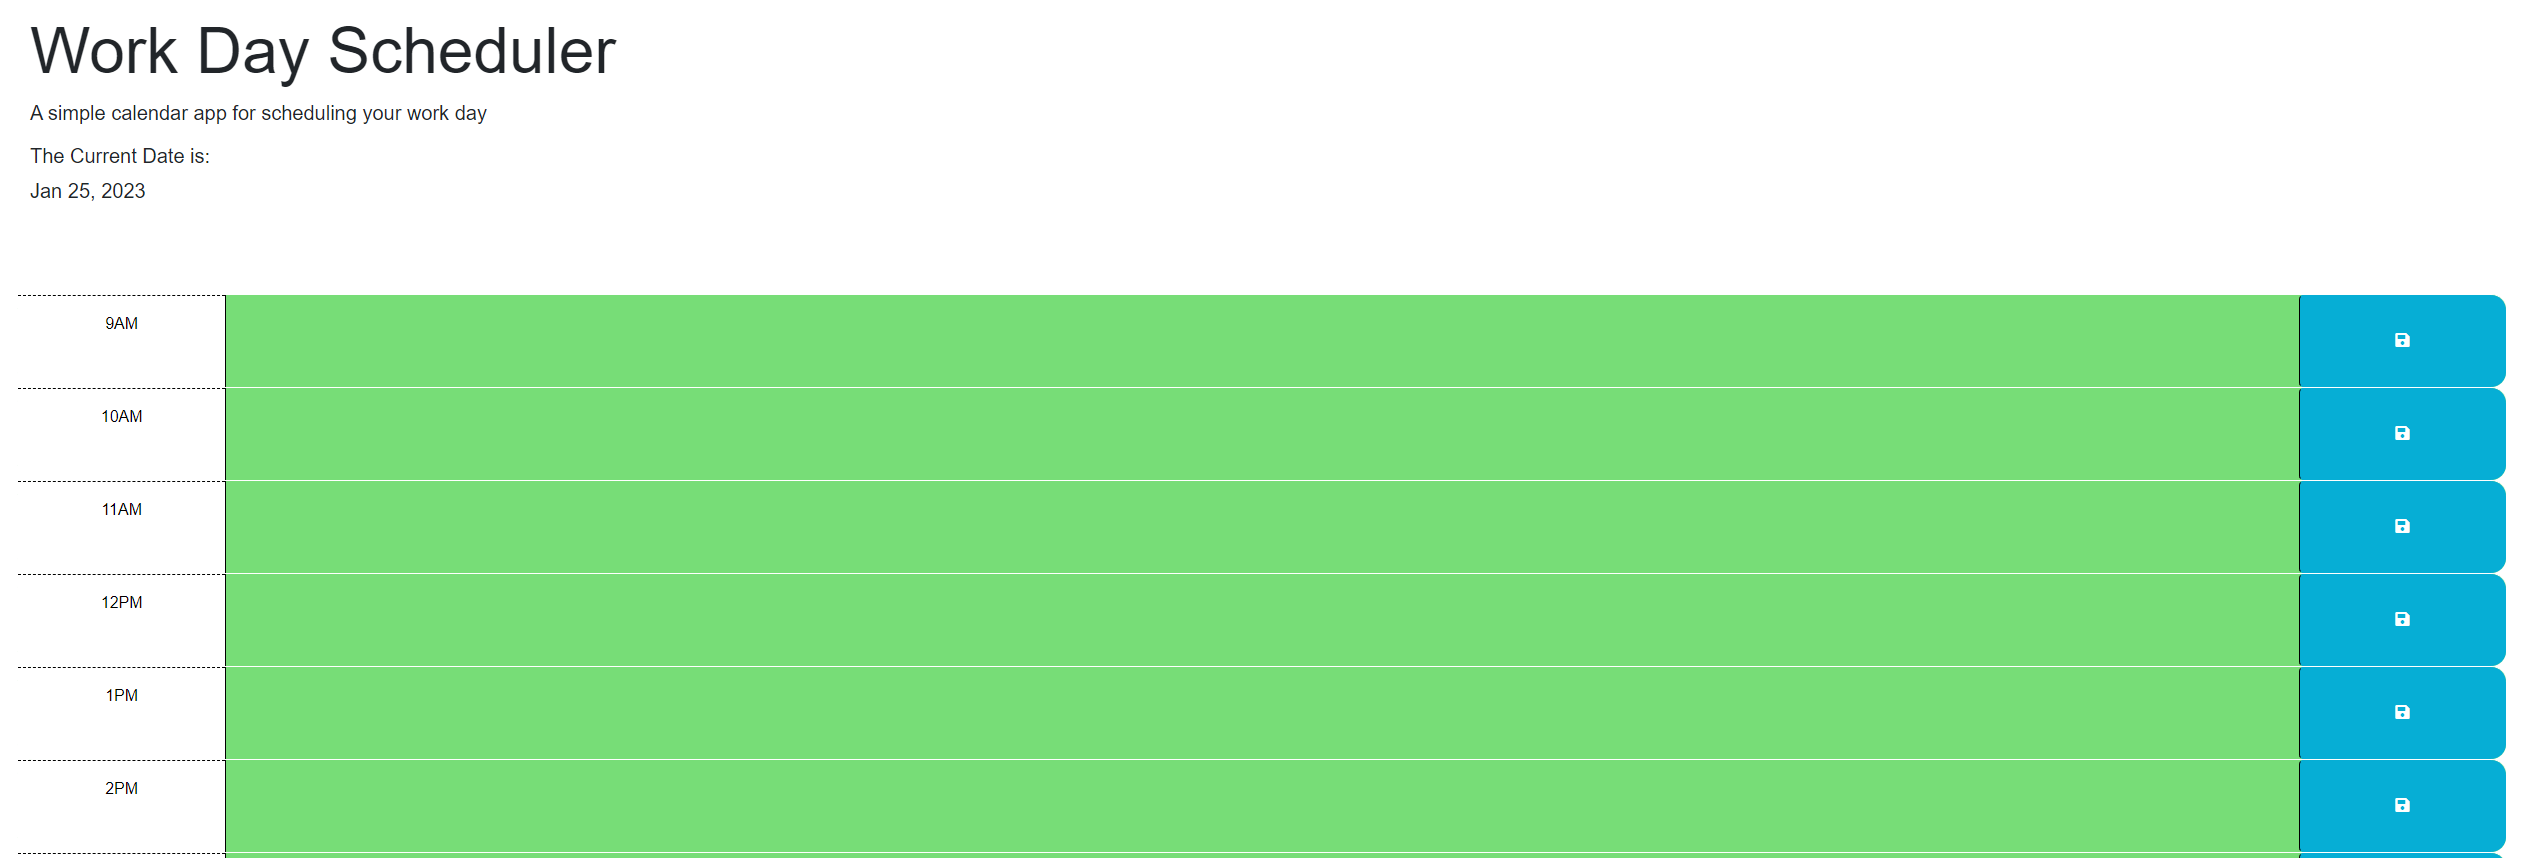 Work Day Scheduler
A simple calendar app for scheduling your work day
The Current Date is:
Jan 25, 2023
9AM
10AM
11AM
12PM
1PM
2PM